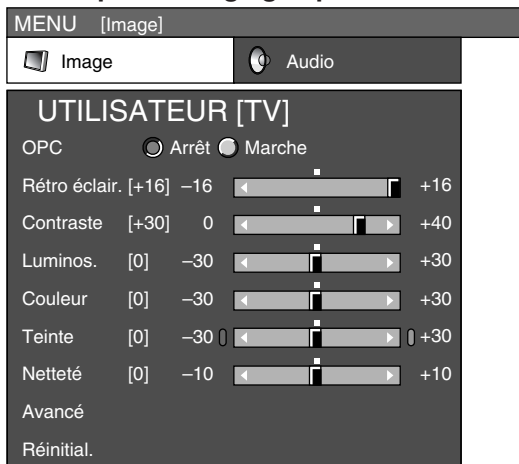 MENU [Image]
Image Audio
UTILISATEUR [TV]
OPC Arrêt Marche
Rétro éclair. [+16] –16 +16
Contraste [+30] 0 +40
Luminos. [0] –30 +30
Couleur [0] –30 +30
Teinte [0] –30 +30
Netteté [0] –10 +10
Avancé
Réinitial.